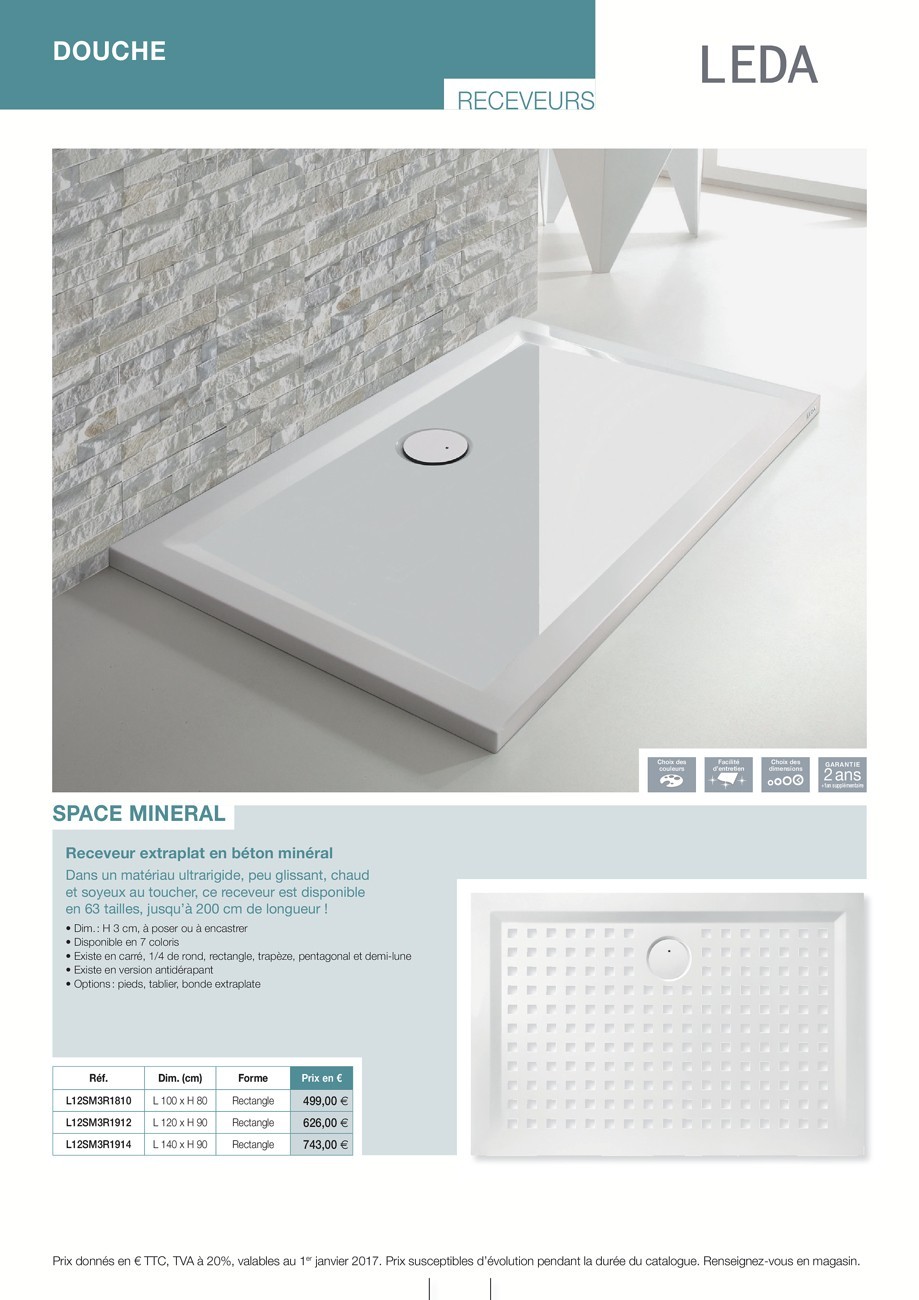 DOUCHE
LEDA
RECEVEURS
LEDA
Choix des
couleurs
Facilité
d'entretien
Choix des
dimensions
GARANTIE
2 ans
+1an supplémentaire
SPACE MINERAL
Receveur extraplat en béton minéral
Dans un matériau ultrarigide, peu glissant, chaud
et soyeux au toucher, ce receveur est disponible
en 63 tailles, jusqu'à 200 cm de longueur !
• Dim. : H 3 cm, à poser ou à encastrer
• Disponible en 7 coloris
• Existe en carré, 1/4 de rond, rectangle, trapèze, pentagonal et demi-lune
• Existe en version antidérapant
• Options : pieds, tablier, bonde extraplate
Réf. Dim. (cm) Forme Prix en €
L12SM3R1810 L 100 x H 80 Rectangle 499,00 €
L12SM3R1912 L 120 x H 90 Rectangle 626,00 €
L12SM3R1914 L 140 x H 90 Rectangle 743,00 €
Prix donnés en € TTC, TVA à 20%, valables au 1er janvier 2017. Prix susceptibles d'évolution pendant la durée du catalogue. Renseignez-vous en magasin.